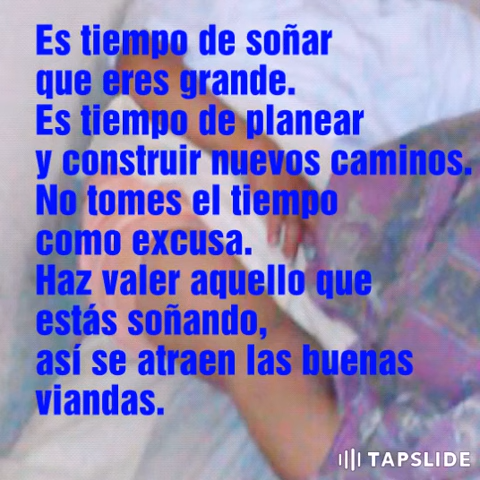 Es tiempo de soñar
que eres grande.
Es tiempo de planear
y construir nuevos caminos.
No tomes el tiempo
como excusa.
Haz valer aquello que
estás soñando,
así se atraen las buenas
viandas.
TAPSLIDE